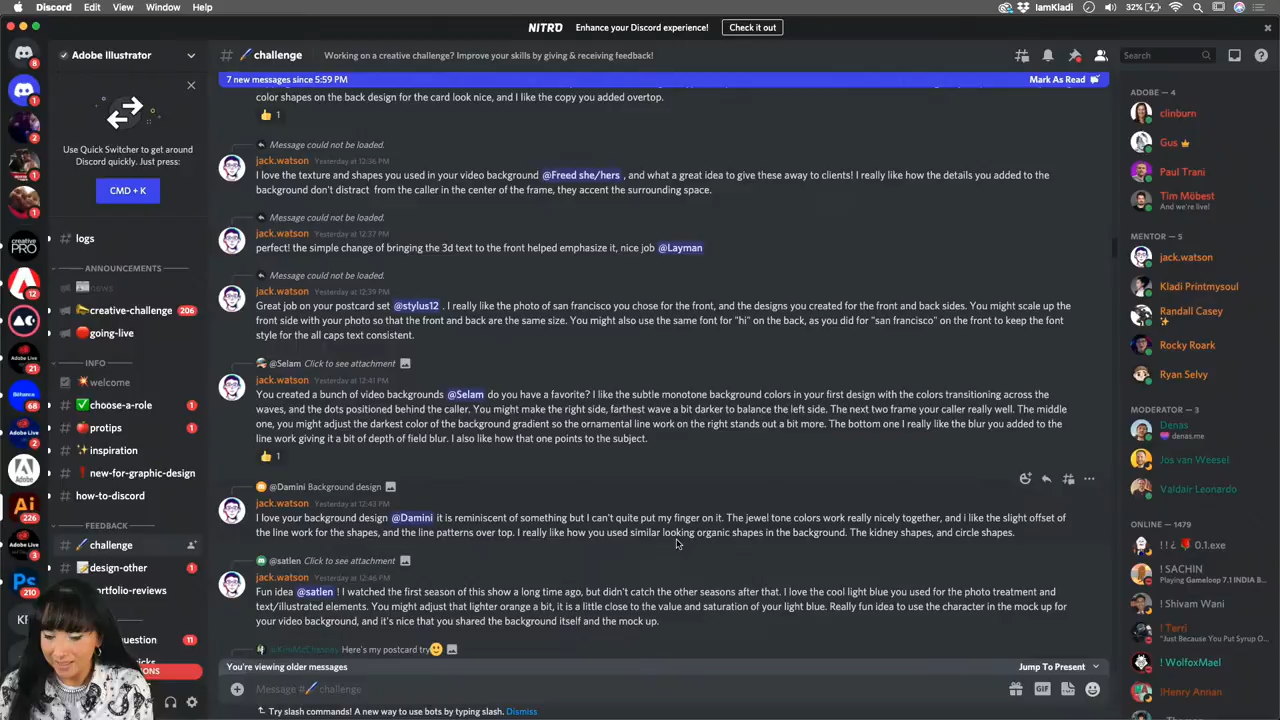 Discord File Edit View Window Help
IamKladi 32%
NITRO Enhance your Discord experience! Check it out
Adobe Illustrator
# challenge Working on a creative challenge? Improve your skills by giving & receiving feedback!
Search
7 new messages since 5:59 PM Mark As Read
Use Quick Switcher to get
around Discord quickly. Just press:
CMD + K
logs
ANNOUNCEMENTS
news
creative-challenge 206
going-live
INFO
welcome
choose-a-role 1
protips 1
inspiration
new-for-graphic-design
how-to-discord
FEEDBACK
challenge
design-other 1
portfolio-reviews
question 11
color shapes on the back design for the card look nice, and I like the copy you added overtop.
1
Message could not be loaded.
jack.watson Yesterday at 12:36 PM
I love the texture and shapes you used in your video background @Freed she/hers , and what a great idea to give these away to clients! I really like how the details you added to the
background don't distract from the caller in the center of the frame, they accent the surrounding space.
Message could not be loaded.
jack.watson Yesterday at 12:37 PM
perfect! the simple change of bringing the 3d text to the front helped emphasize it, nice job @Layman
Message could not be loaded.
jack.watson Yesterday at 12:39 PM
Great job on your postcard set @stylus12 . I really like the photo of san francisco you chose for the front, and the designs you created for the front and back sides. You might scale up the
front side with your photo so that the front and back are the same size. You might also use the same font for "hi" on the back, as you did for "san francisco" on the front to keep the font
style for the all caps text consistent.
@Selam Click to see attachment
jack.watson Yesterday at 12:41 PM
You created a bunch of video backgrounds @Selam do you have a favorite? I like the subtle monotone background colors in your first design with the colors transitioning across the
waves, and the dots positioned behind the caller. You might make the right side, farthest wave a bit darker to balance the left side. The next two frame your caller really well. The middle
one, you might adjust the darkest color of the background gradient so the ornamental line work on the right stands out a bit more. The bottom one I really like the blur you added to the
line work giving it a bit of depth of field blur. I also like how that one points to the subject.
1
@Damini Background design
jack.watson Yesterday at 12:43 PM
I love your background design @Damini it is reminiscent of something but I can't quite put my finger on it. The jewel tone colors work really nicely together, and i like the slight offset of
the line work for the shapes, and the line patterns over top. I really like how you used similar looking organic shapes in the background. The kidney shapes, and circle shapes.
@satlen Click to see attachment
jack.watson Yesterday at 12:46 PM
Fun idea @satlen ! I watched the first season of this show a long time ago, but didn't catch the other seasons after that. I love the cool light blue you used for the photo treatment and
text/illustrated elements. You might adjust that lighter orange a bit, it is a little close to the value and saturation of your light blue. Really fun idea to use the character in the mock up for
your video background, and it's nice that you shared the background itself and the mock up.
Here's my postcard try
You're viewing older messages Jump To Present
Message # challenge
GIF
Try slash commands! A new way to use bots by typing slash. Dismiss
ADOBE — 4
clinburn
Gus
Paul Trani
Tim Möbest
And we're live!
MENTOR — 5
jack.watson
Kladi Printmysoul
Randall Casey
Rocky Roark
Ryan Selvy
MODERATOR — 3
Denas
denas.me
Jos van Weesel
Valdair Leonardo
ONLINE — 1479
! SACHIN
Playing Gameloop 7.1 INDIA B...
! Shivam Wani
! Terri
"Just Because You Put Syrup O...
! WolfoxMael
!Henry Annan